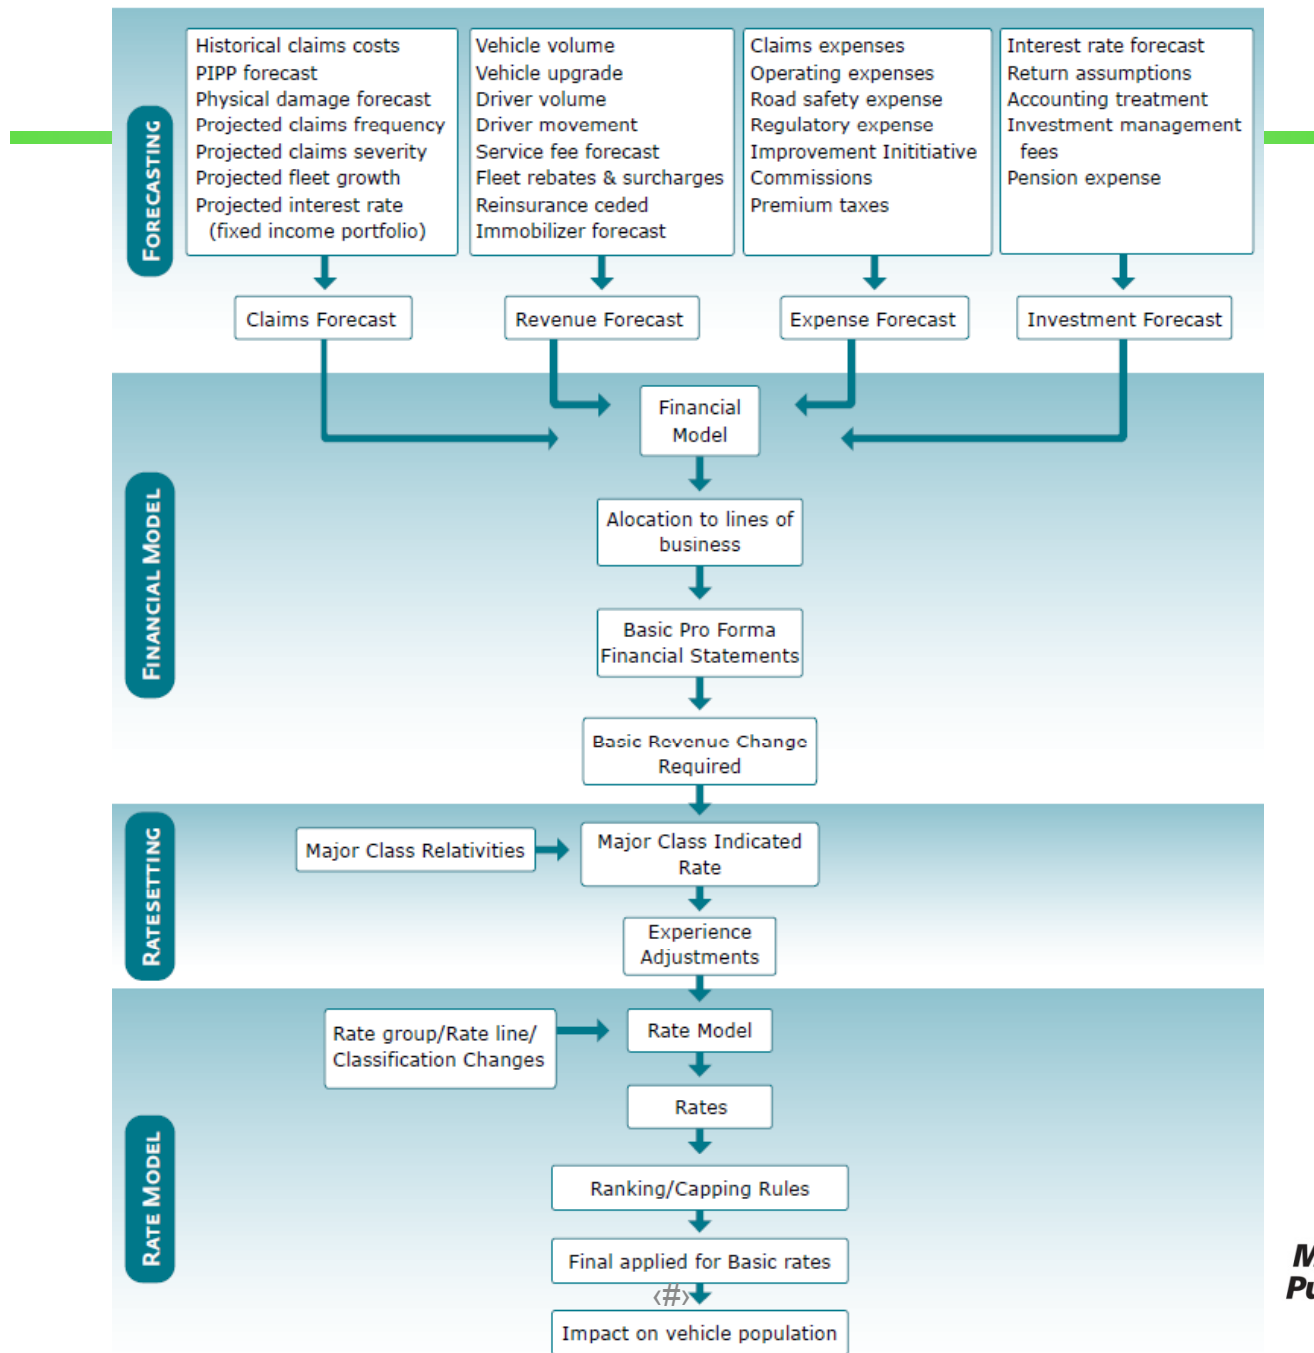 FORECASTING
Historical claims costs
PIPP forecast
Physical damage forecast
Projected claims frequency
Projected claims severity
Projected fleet growth
Projected interest rate
(fixed income portfolio)
Vehicle volume
Vehicle upgrade
Driver volume
Driver movement
Service fee forecast
Fleet rebates & surcharges
Reinsurance ceded
Immobilizer forecast
Claims expenses
Operating expenses
Road safety expense
Regulatory expense
Improvement Inititiative
Commissions
Premium taxes
Interest rate forecast
Return assumptions
Accounting treatment
Investment management
fees
Pension expense
Claims Forecast
Revenue Forecast
Expense Forecast
Investment Forecast
FINANCIAL MODEL
Financial
Model
Alocation to lines of
business
Basic Pro Forma
Financial Statements
Basic Revenue Change
Required
RATESETTING
Major Class Relativities
Major Class Indicated
Rate
Experience
Adjustments
RATE MODEL
Rate group/Rate line/
Classification Changes
Rate Model
Rates
Ranking/Capping Rules
Final applied for Basic rates
‹#›
Impact on vehicle population